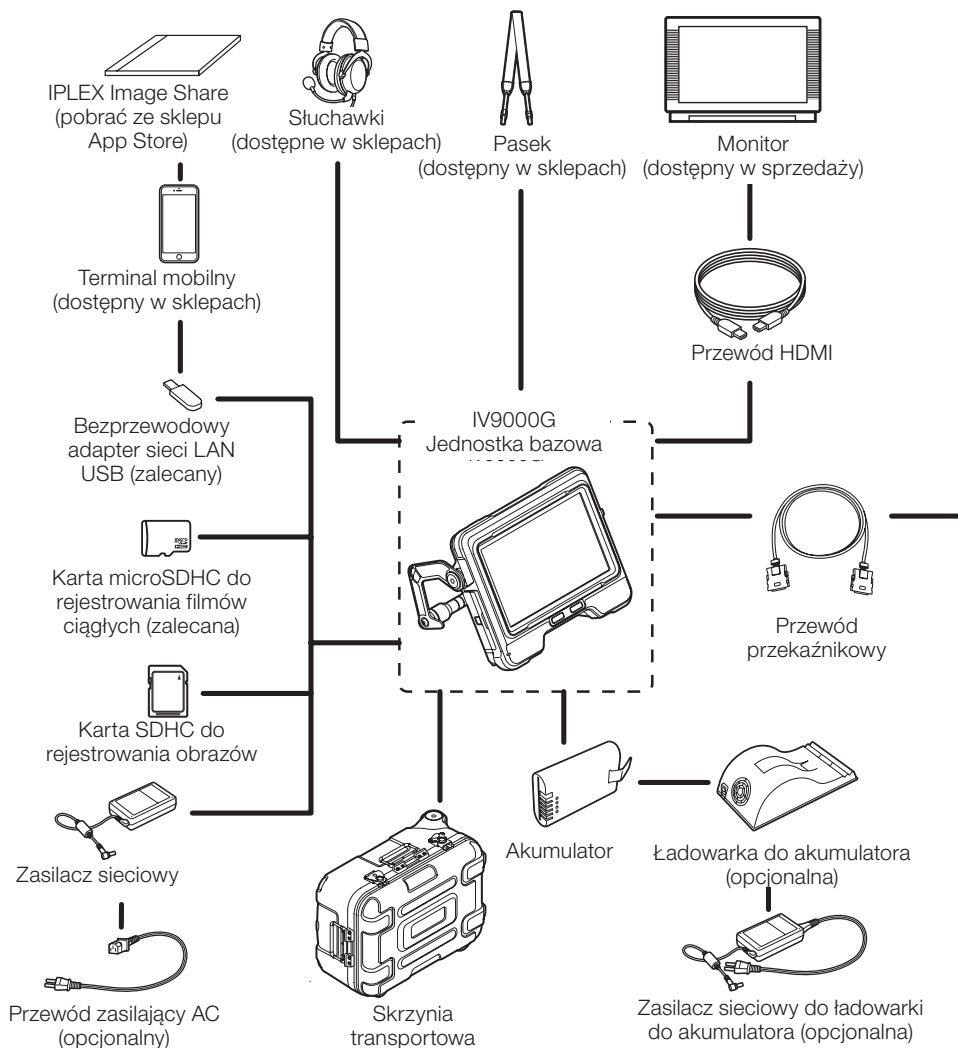 IPLEX Image Share
(pobrać ze sklepu
App Store)
Słuchawki
(dostępne w sklepach)
Pasek
(dostępny w sklepach)
Monitor
(dostępny w sprzedaży)
Terminal mobilny
(dostępny w sklepach)
Przewód HDMI
Bezprzewodowy
adapter sieci LAN
USB (zalecany)
IV9000G
Jednostka bazowa
Karta microSDHC do
rejestrowania filmów
ciągłych (zalecana)
Przewód
przekaźnikowy
Karta SDHC do
rejestrowania obrazów
Zasilacz sieciowy
Akumulator
Ładowarka do akumulatora
(opcjonalna)
Przewód zasilający AC
(opcjonalny)
Skrzynia
transportowa
Zasilacz sieciowy do ładowarki
do akumulatora (opcjonalna)